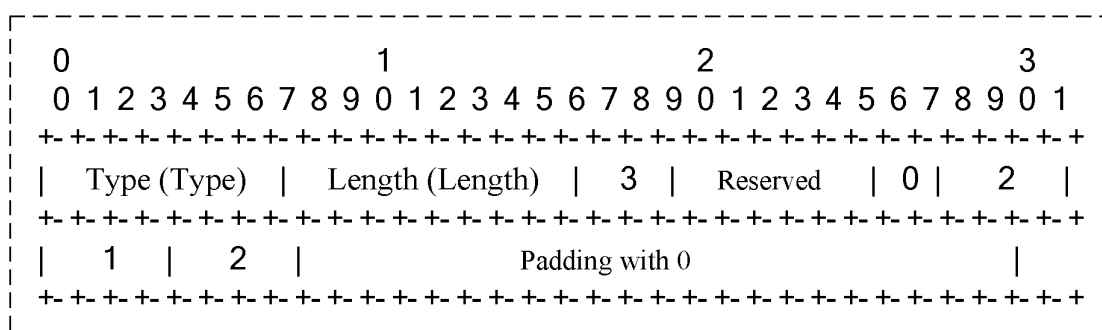 0 1 2 3
0 1 2 3 4 5 6 7 8 9 0 1 2 3 4 5 6 7 8 9 0 1 2 3 4 5 6 7 8 9 0 1
+- +- +- +- +- +- +- +- +- +- +- +- +- +- +- +- +- +- +- +- +- +- +- +- +- +- +- +- +- +- +- +- +
| Type (Type) | Length (Length) | 3 | Reserved | 0 | 2 |
+- +- +- +- +- +- +- +- +- +- +- +- +- +- +- +- +- +- +- +- +- +- +- +- +- +- +- +- +- +- +- +- +
| 1 | 2 | Padding with 0 |
+- +- +- +- +- +- +- +- +- +- +- +- +- +- +- +- +- +- +- +- +- +- +- +- +- +- +- +- +- +- +- +- +